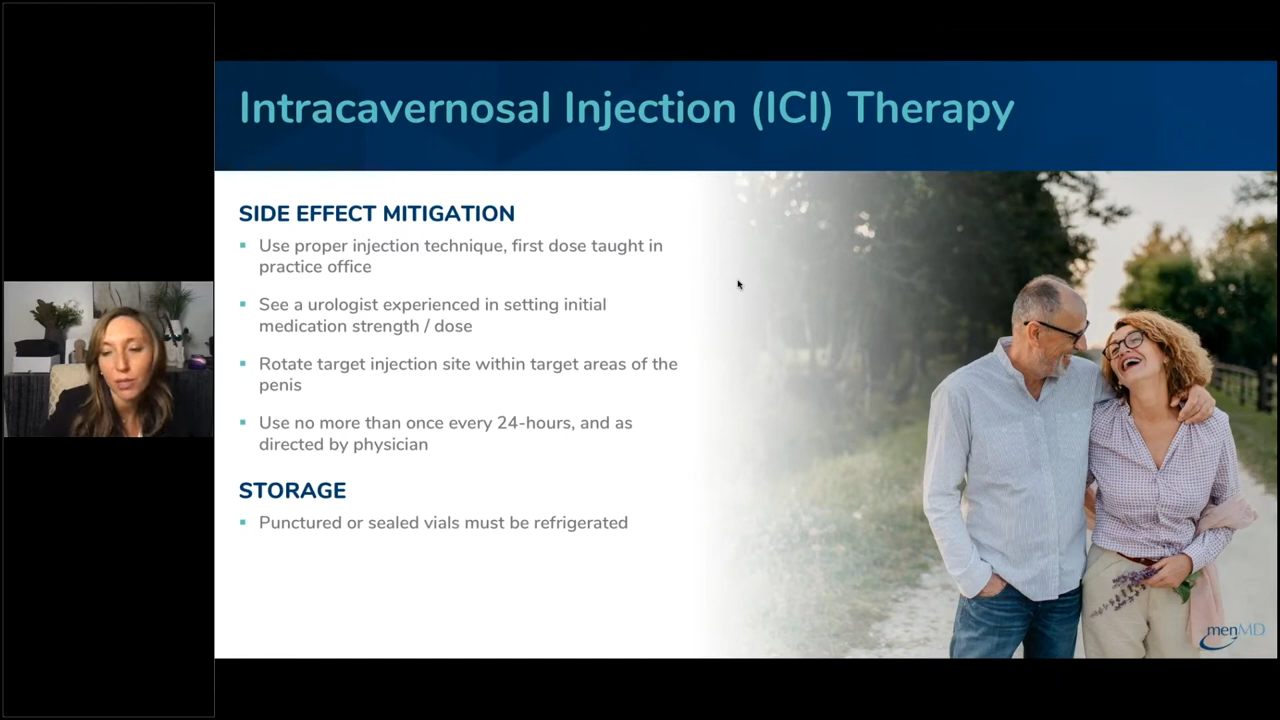 Intracavernosal Injection (ICI) Therapy
SIDE EFFECT MITIGATION
Use proper injection technique, first dose taught in
practice office
See a urologist experienced in setting initial
medication strength / dose
Rotate target injection site within target areas of the
penis
Use no more than once every 24-hours, and as
directed by physician
STORAGE
Punctured or sealed vials must be refrigerated
menMD